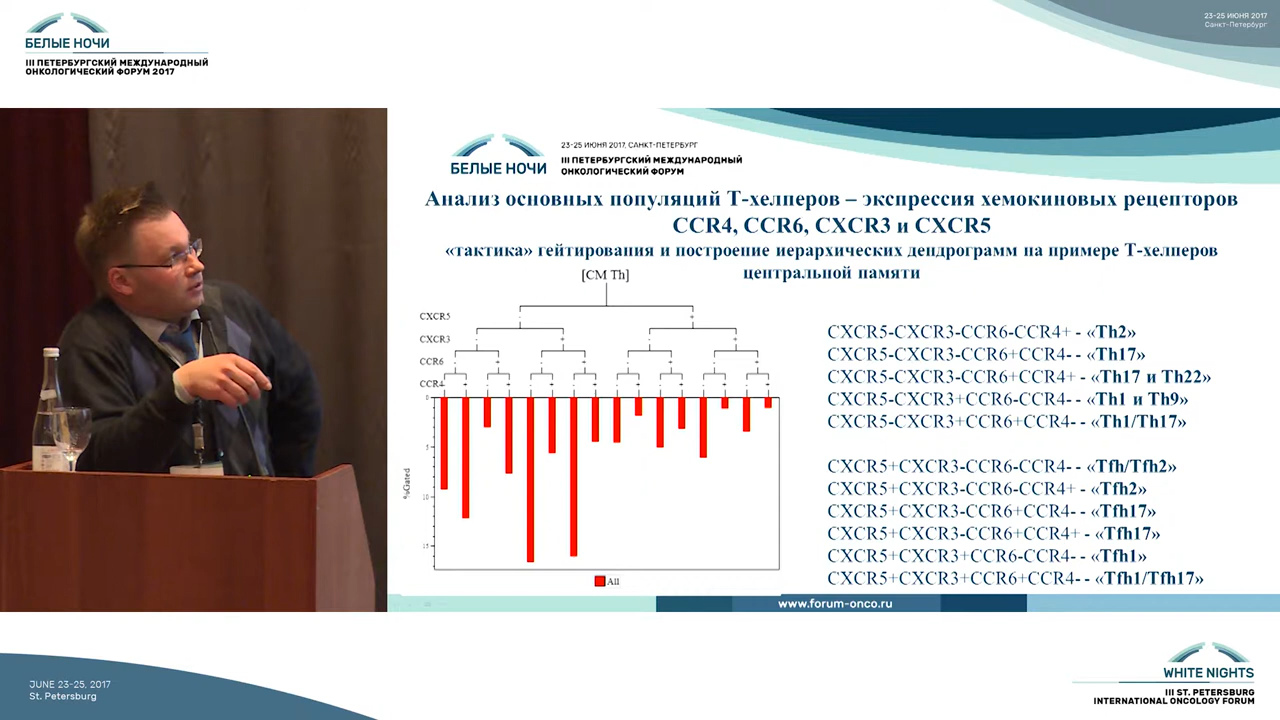 БЕЛЫЕ НОЧИ
III ПЕТЕРБУРГСКИЙ МЕЖДУНАРОДНЫЙ
ОНКОЛОГИЧЕСКИЙ ФОРУМ 2017
23-25 ИЮНЯ 2017
Санкт-Петербург
БЕЛЫЕ НОЧИ
23-25 ИЮНЯ 2017, САНКТ-ПЕТЕРБУРГ
III ПЕТЕРБУРГСКИЙ МЕЖДУНАРОДНЫЙ
ОНКОЛОГИЧЕСКИЙ ФОРУМ
Анализ основных популяций Т-хелперов – экспрессия хемокиновых рецепторов
CCR4, CCR6, CXCR3 и CXCR5
«тактика» гейтирования и построение иерархических дендрограмм на примере Т-хелперов
центральной памяти
[CM Th]
CXCR5 - +
CXCR3 - + - +
CCR6 - + - + - + - +
CCR4 - + - + - + - + - + - + - + - +
0
5
10
15
%Gated
All
CXCR5-CXCR3-CCR6-CCR4+ - «Th2»
CXCR5-CXCR3-CCR6+CCR4- - «Th17»
CXCR5-CXCR3-CCR6+CCR4+ - «Th17 и Th22»
CXCR5-CXCR3+CCR6-CCR4- - «Th1 и Th9»
CXCR5-CXCR3+CCR6+CCR4- - «Th1/Th17»
CXCR5+CXCR3-CCR6-CCR4- - «Tfh/Tfh2»
CXCR5+CXCR3-CCR6-CCR4+ - «Tfh2»
CXCR5+CXCR3-CCR6+CCR4- - «Tfh17»
CXCR5+CXCR3-CCR6+CCR4+ - «Tfh17»
CXCR5+CXCR3+CCR6-CCR4- - «Tfh1»
CXCR5+CXCR3+CCR6+CCR4- - «Tfh1/Tfh17»
www.forum-onco.ru
JUNE 23-25, 2017
St. Petersburg
WHITE NIGHTS
III ST. PETERSBURG
INTERNATIONAL ONCOLOGY FORUM